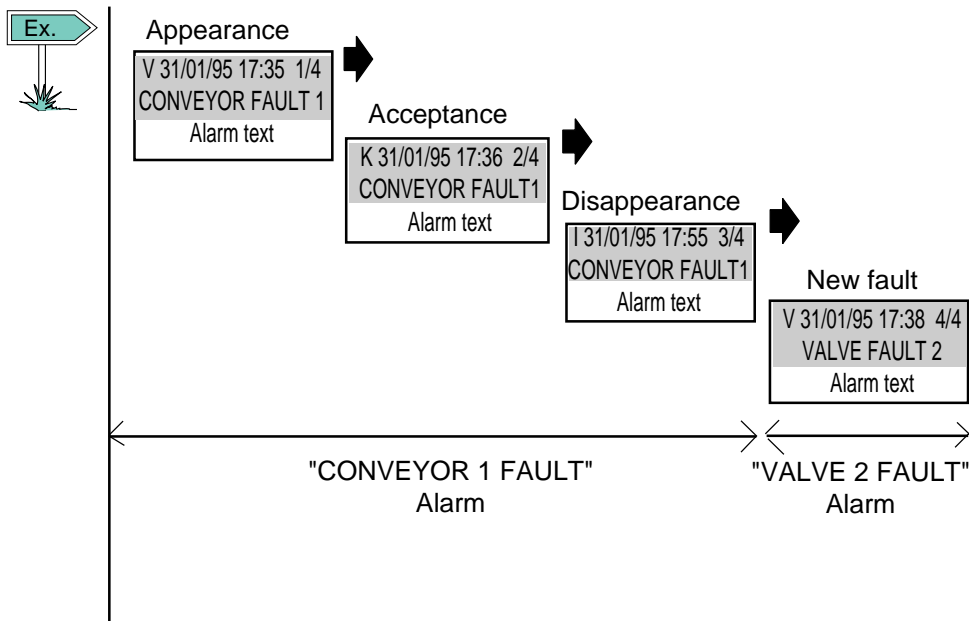 Ex.
Appearance
V 31/01/95 17:35 1/4
CONVEYOR FAULT 1
Alarm text
Acceptance
K 31/01/95 17:36 2/4
CONVEYOR FAULT1
Alarm text
Disappearance
I 31/01/95 17:55 3/4
CONVEYOR FAULT1
Alarm text
New fault
V 31/01/95 17:38 4/4
VALVE FAULT 2
Alarm text
"CONVEYOR 1 FAULT"
Alarm
"VALVE 2 FAULT"
Alarm